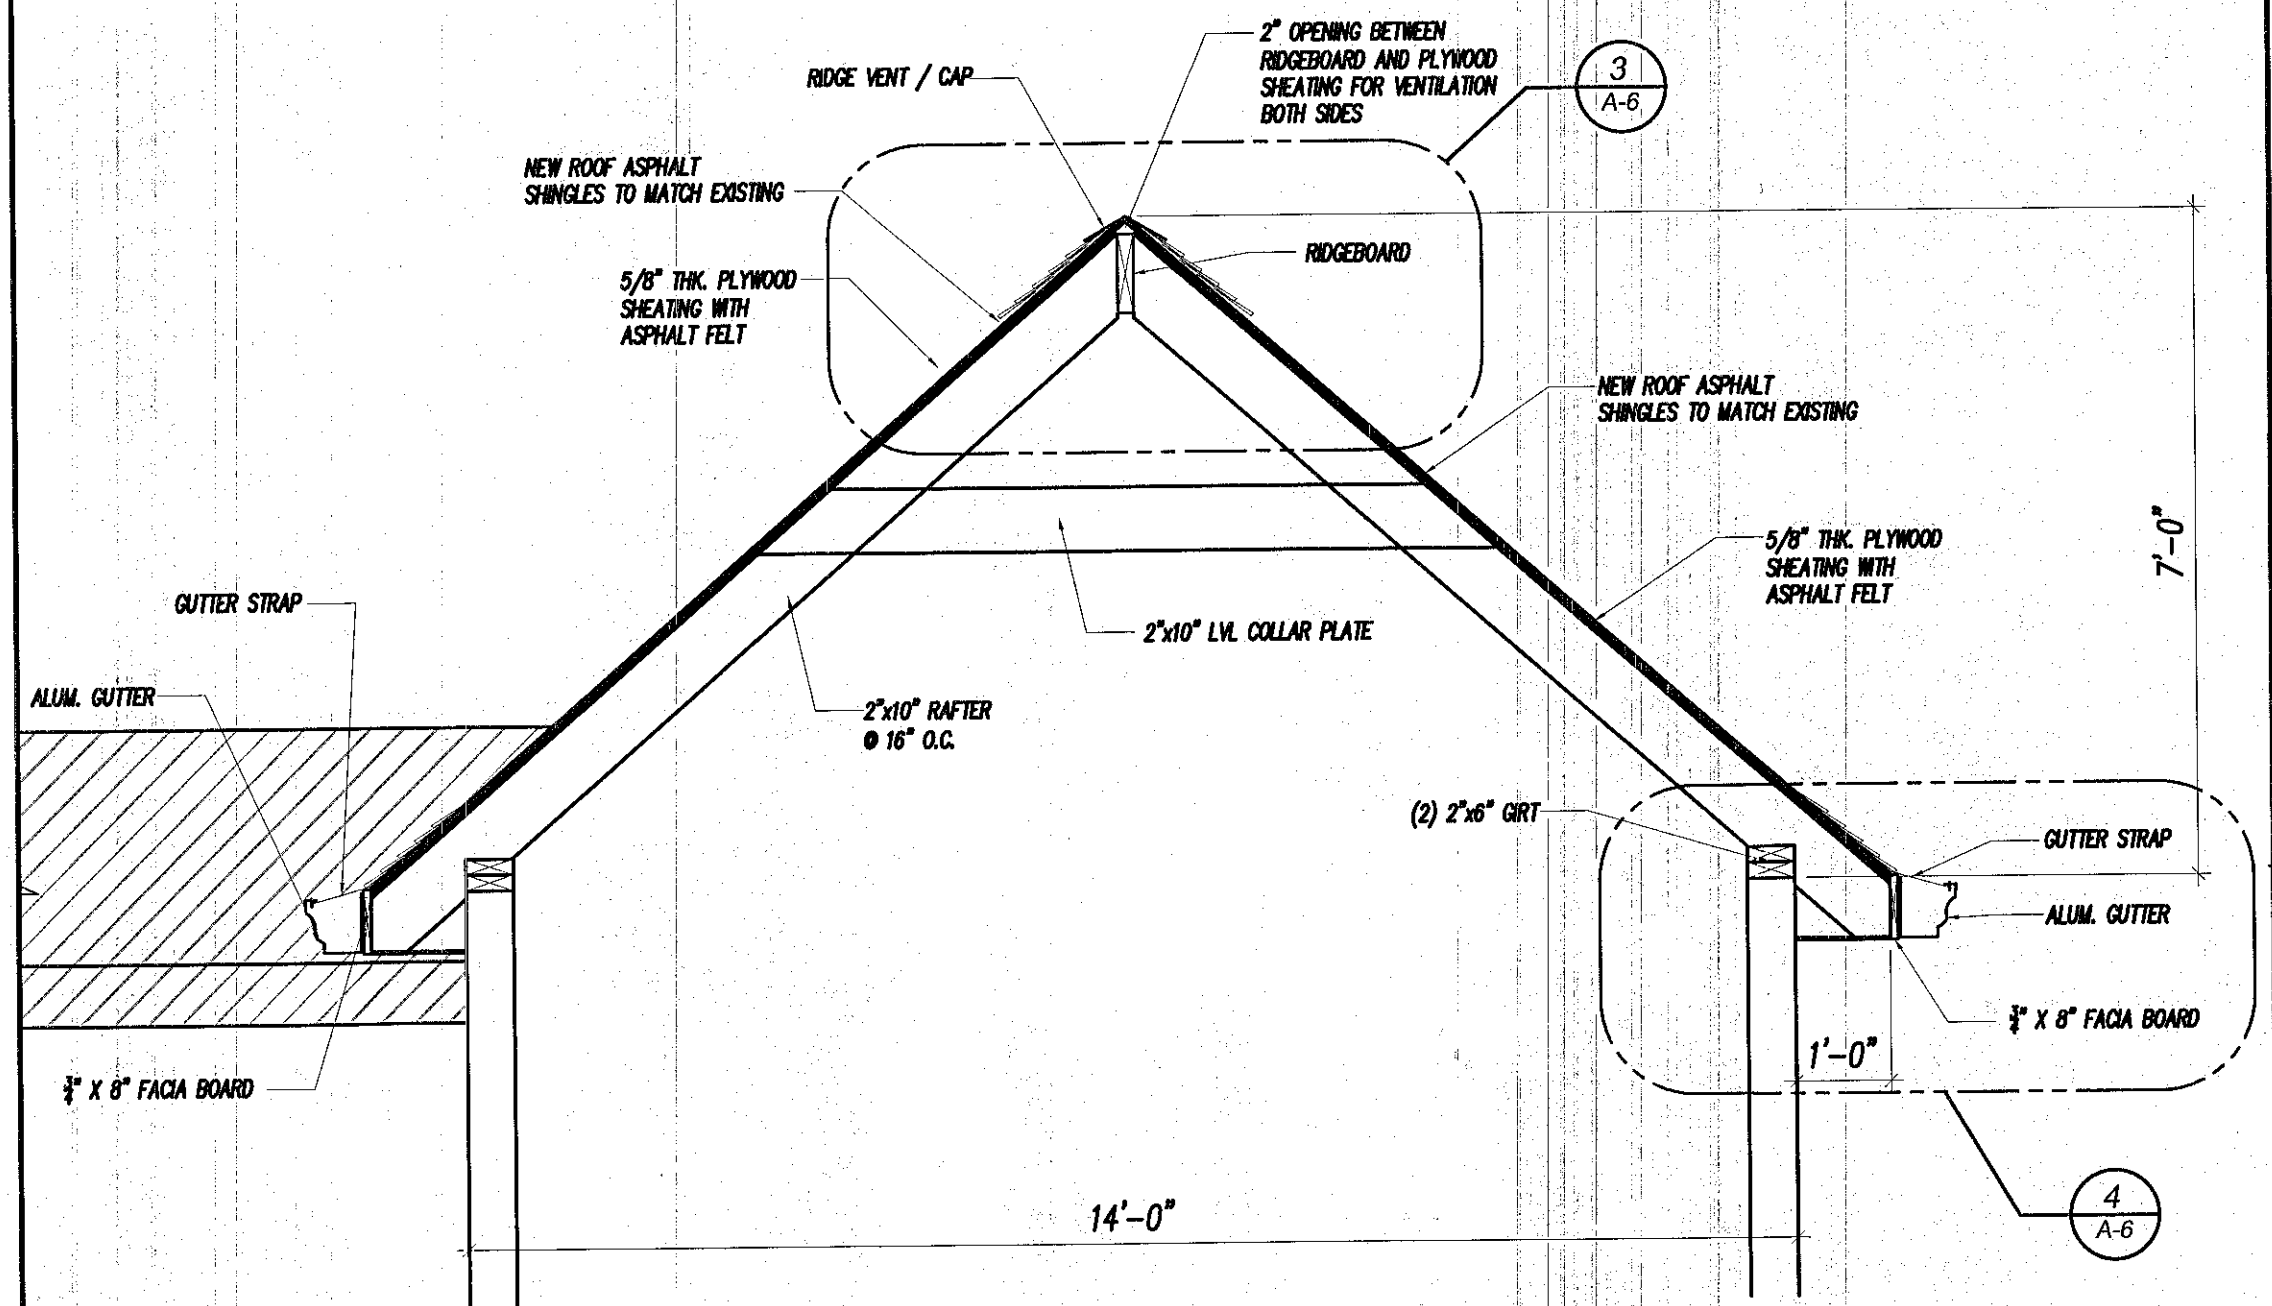 2" OPENING BETWEEN
RIDGEBOARD AND PLYWOOD
SHEATING FOR VENTILATION
BOTH SIDES
3
A-6
RIDGE VENT / CAP
NEW ROOF ASPHALT
SHINGLES TO MATCH EXISTING
RIDGEBOARD
5/8" THK. PLYWOOD
SHEATING WITH
ASPHALT FELT
NEW ROOF ASPHALT
SHINGLES TO MATCH EXISTING
7'-0"
5/8" THK. PLYWOOD
SHEATING WITH
ASPHALT FELT
GUTTER STRAP
2"x10" LVL COLLAR PLATE
ALUM. GUTTER
2"x10" RAFTER
@ 16" O.C.
(2) 2"x6" GIRT
GUTTER STRAP
ALUM. GUTTER
3/4" X 8" FACIA BOARD
1'-0"
3/4" X 8" FACIA BOARD
14'-0"
4
A-6